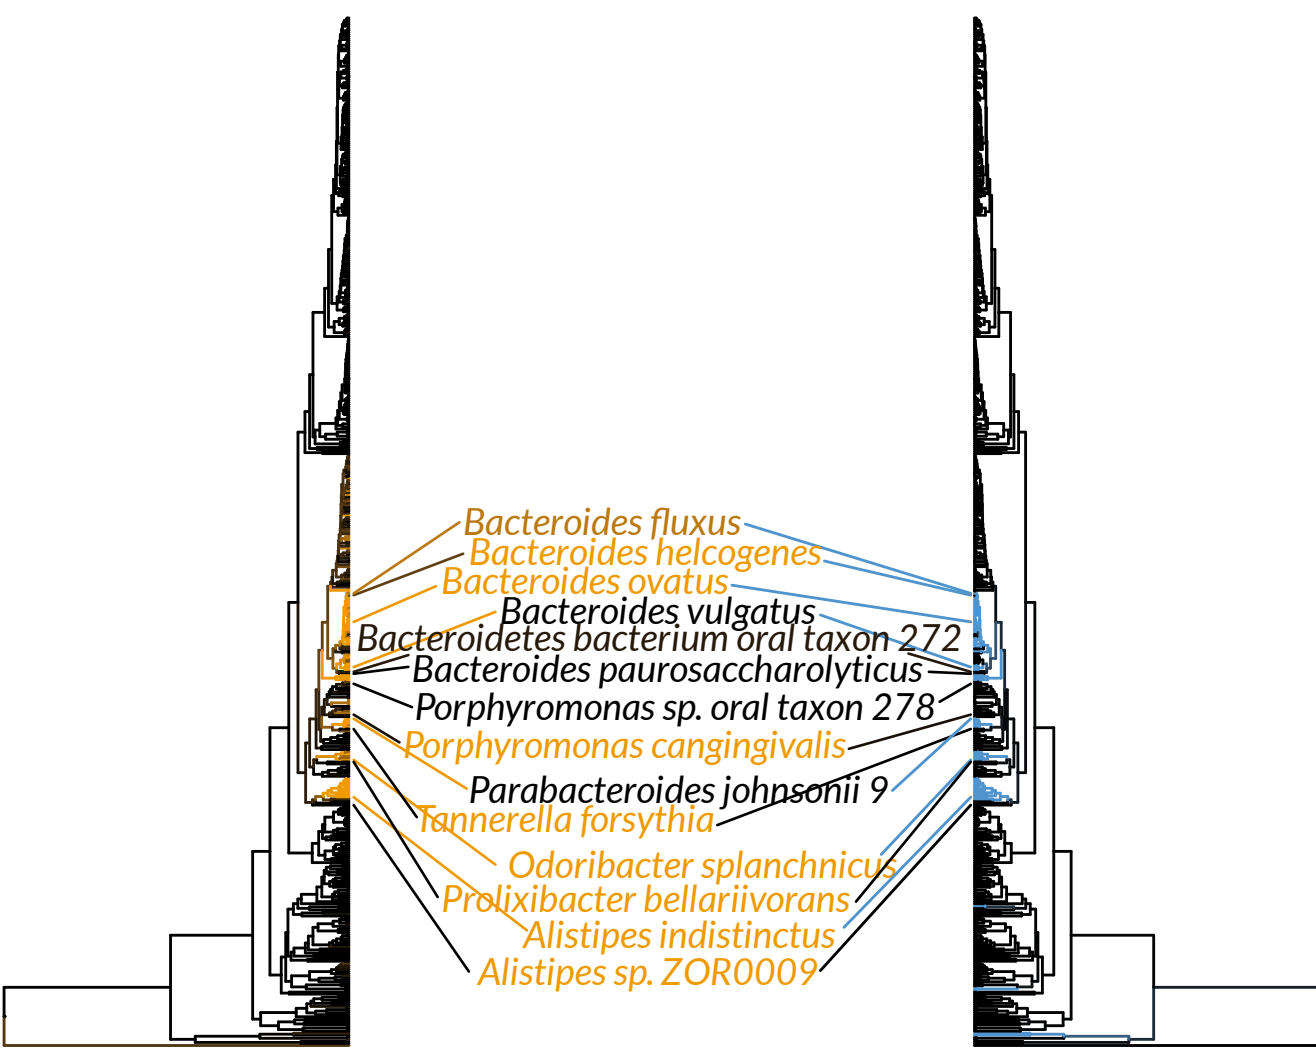 Bacteroides fluxus
Bacteroides helcogenes
Bacteroides ovatus
Bacteroides vulgatus
Bacteroidetes bacterium oral taxon 272
Bacteroides paurosaccharolyticus
Porphyromonas sp. oral taxon 278
Porphyromonas cangingivalis
Parabacteroides johnsonii 9
Tannerella forsythia
Odoribacter splanchnicus
Prolixibacter bellariivorans
Alistipes indistinctus
Alistipes sp. ZOR0009